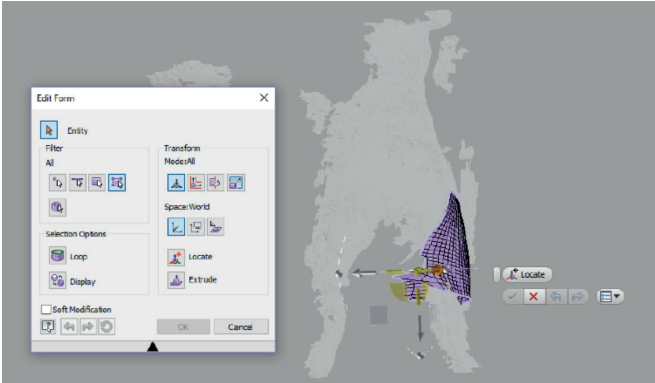 Edit Form
Entity
Filter
All
Selection Options
Loop
Display
Soft Modification
Transform
Mode:All
Space:World
Locate
Extrude
OK
Cancel
Locate